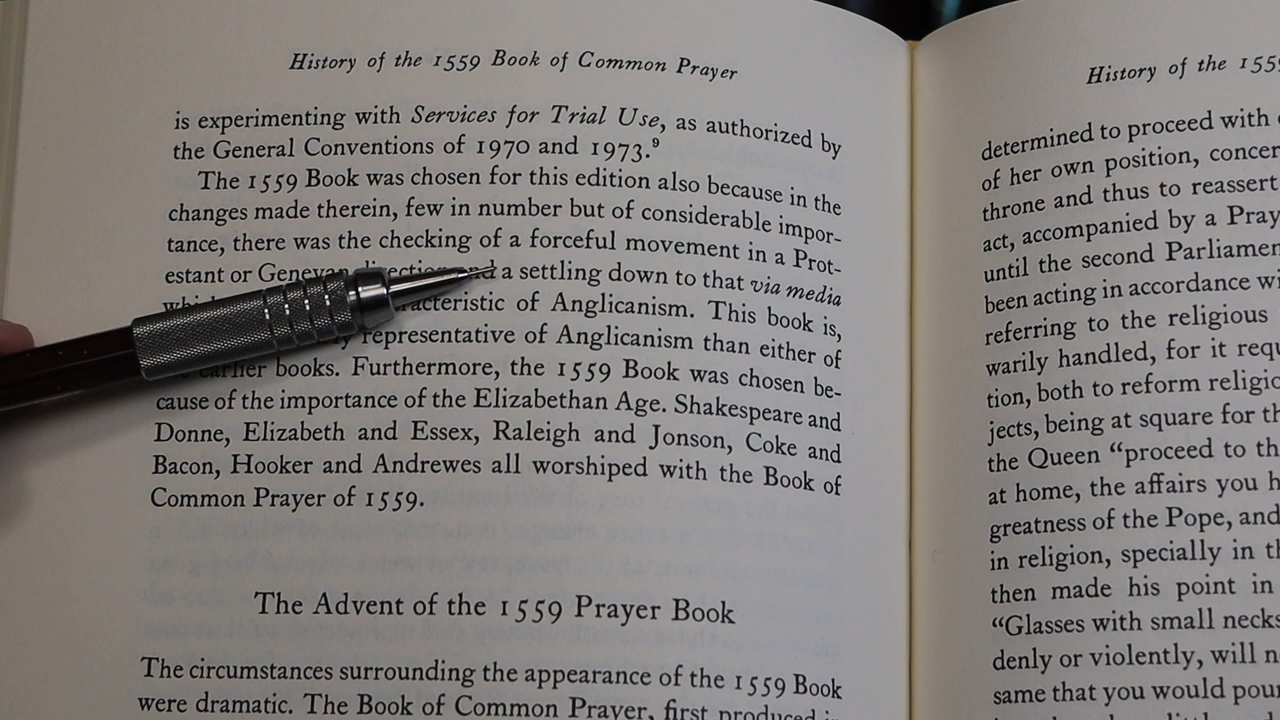 History of the 1559 Book of Common Prayer
is experimenting with Services for Trial Use, as authorized by
the General Conventions of 1970 and 1973.⁹
The 1559 Book was chosen for this edition also because in the
changes made therein, few in number but of considerable impor-
tance, there was the checking of a forceful movement in a Prot-
estant or Genevan direction and a settling down to that via media
of Anglicanism. This book is,
representative of Anglicanism than either of
earlier books. Furthermore, the 1559 Book was chosen be-
cause of the importance of the Elizabethan Age. Shakespeare and
Donne, Elizabeth and Essex, Raleigh and Jonson, Coke and
Bacon, Hooker and Andrewes all worshiped with the Book of
Common Prayer of 1559.
The Advent of the 1559 Prayer Book
The circumstances surrounding the appearance of the 1559 Book
were dramatic. The Book of Common Prayer, first produced in
History of the 155
determined to proceed with
of her own position, concer
throne and thus to reassert
act, accompanied by a Pray
until the second Parliamen
been acting in accordance wi
referring to the religious
warily handled, for it requ
tion, both to reform religio
jects, being at square for th
the Queen “proceed to th
at home, the affairs you h
greatness of the Pope, and
in religion, specially in th
then made his point in
“Glasses with small necks
denly or violently, will n
same that you would pour